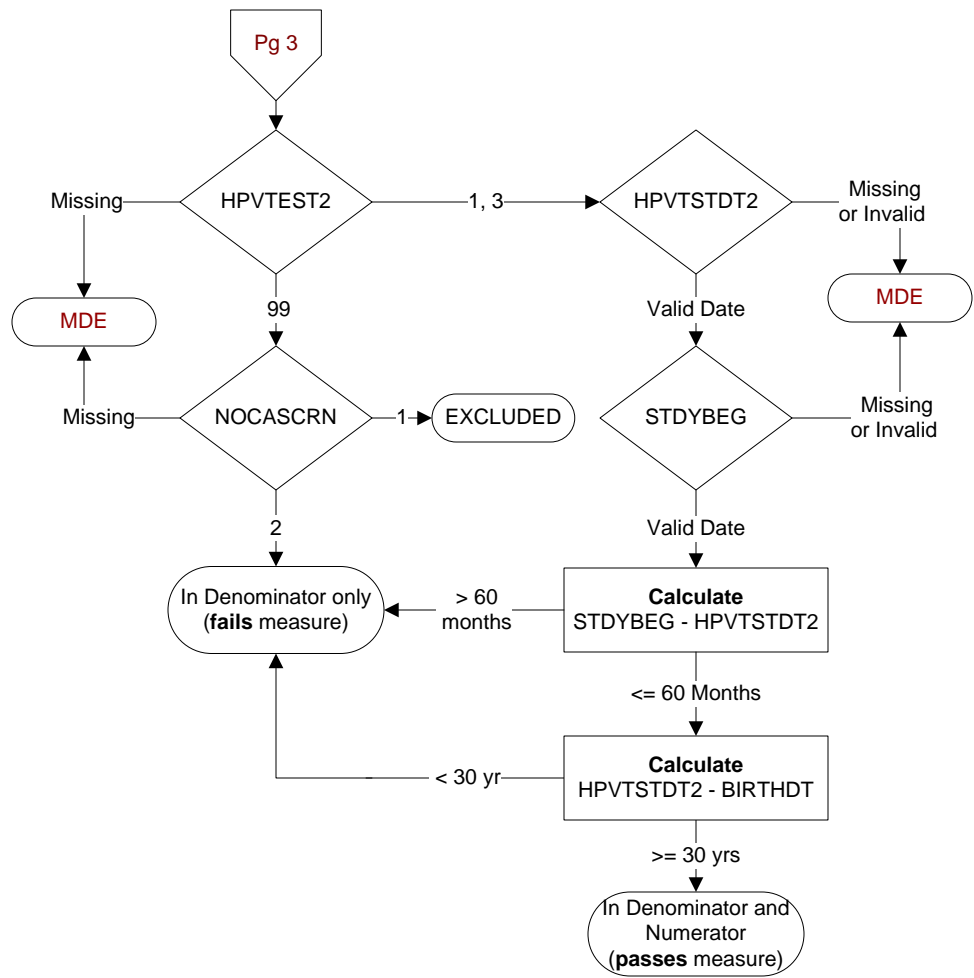 Pg 3
Missing
HPVTEST2
1, 3
HPVTSTDT2
Missing
or Invalid
MDE
99
Valid Date
MDE
Missing
NOCASCRN
1
EXCLUDED
STDYBEG
Missing
or Invalid
2
Valid Date
In Denominator only
(fails measure)
> 60
months
Calculate
STDYBEG - HPVTSTDT2
<= 60 Months
< 30 yr
Calculate
HPVTSTDT2 - BIRTHDT
>= 30 yrs
In Denominator and
Numerator
(passes measure)